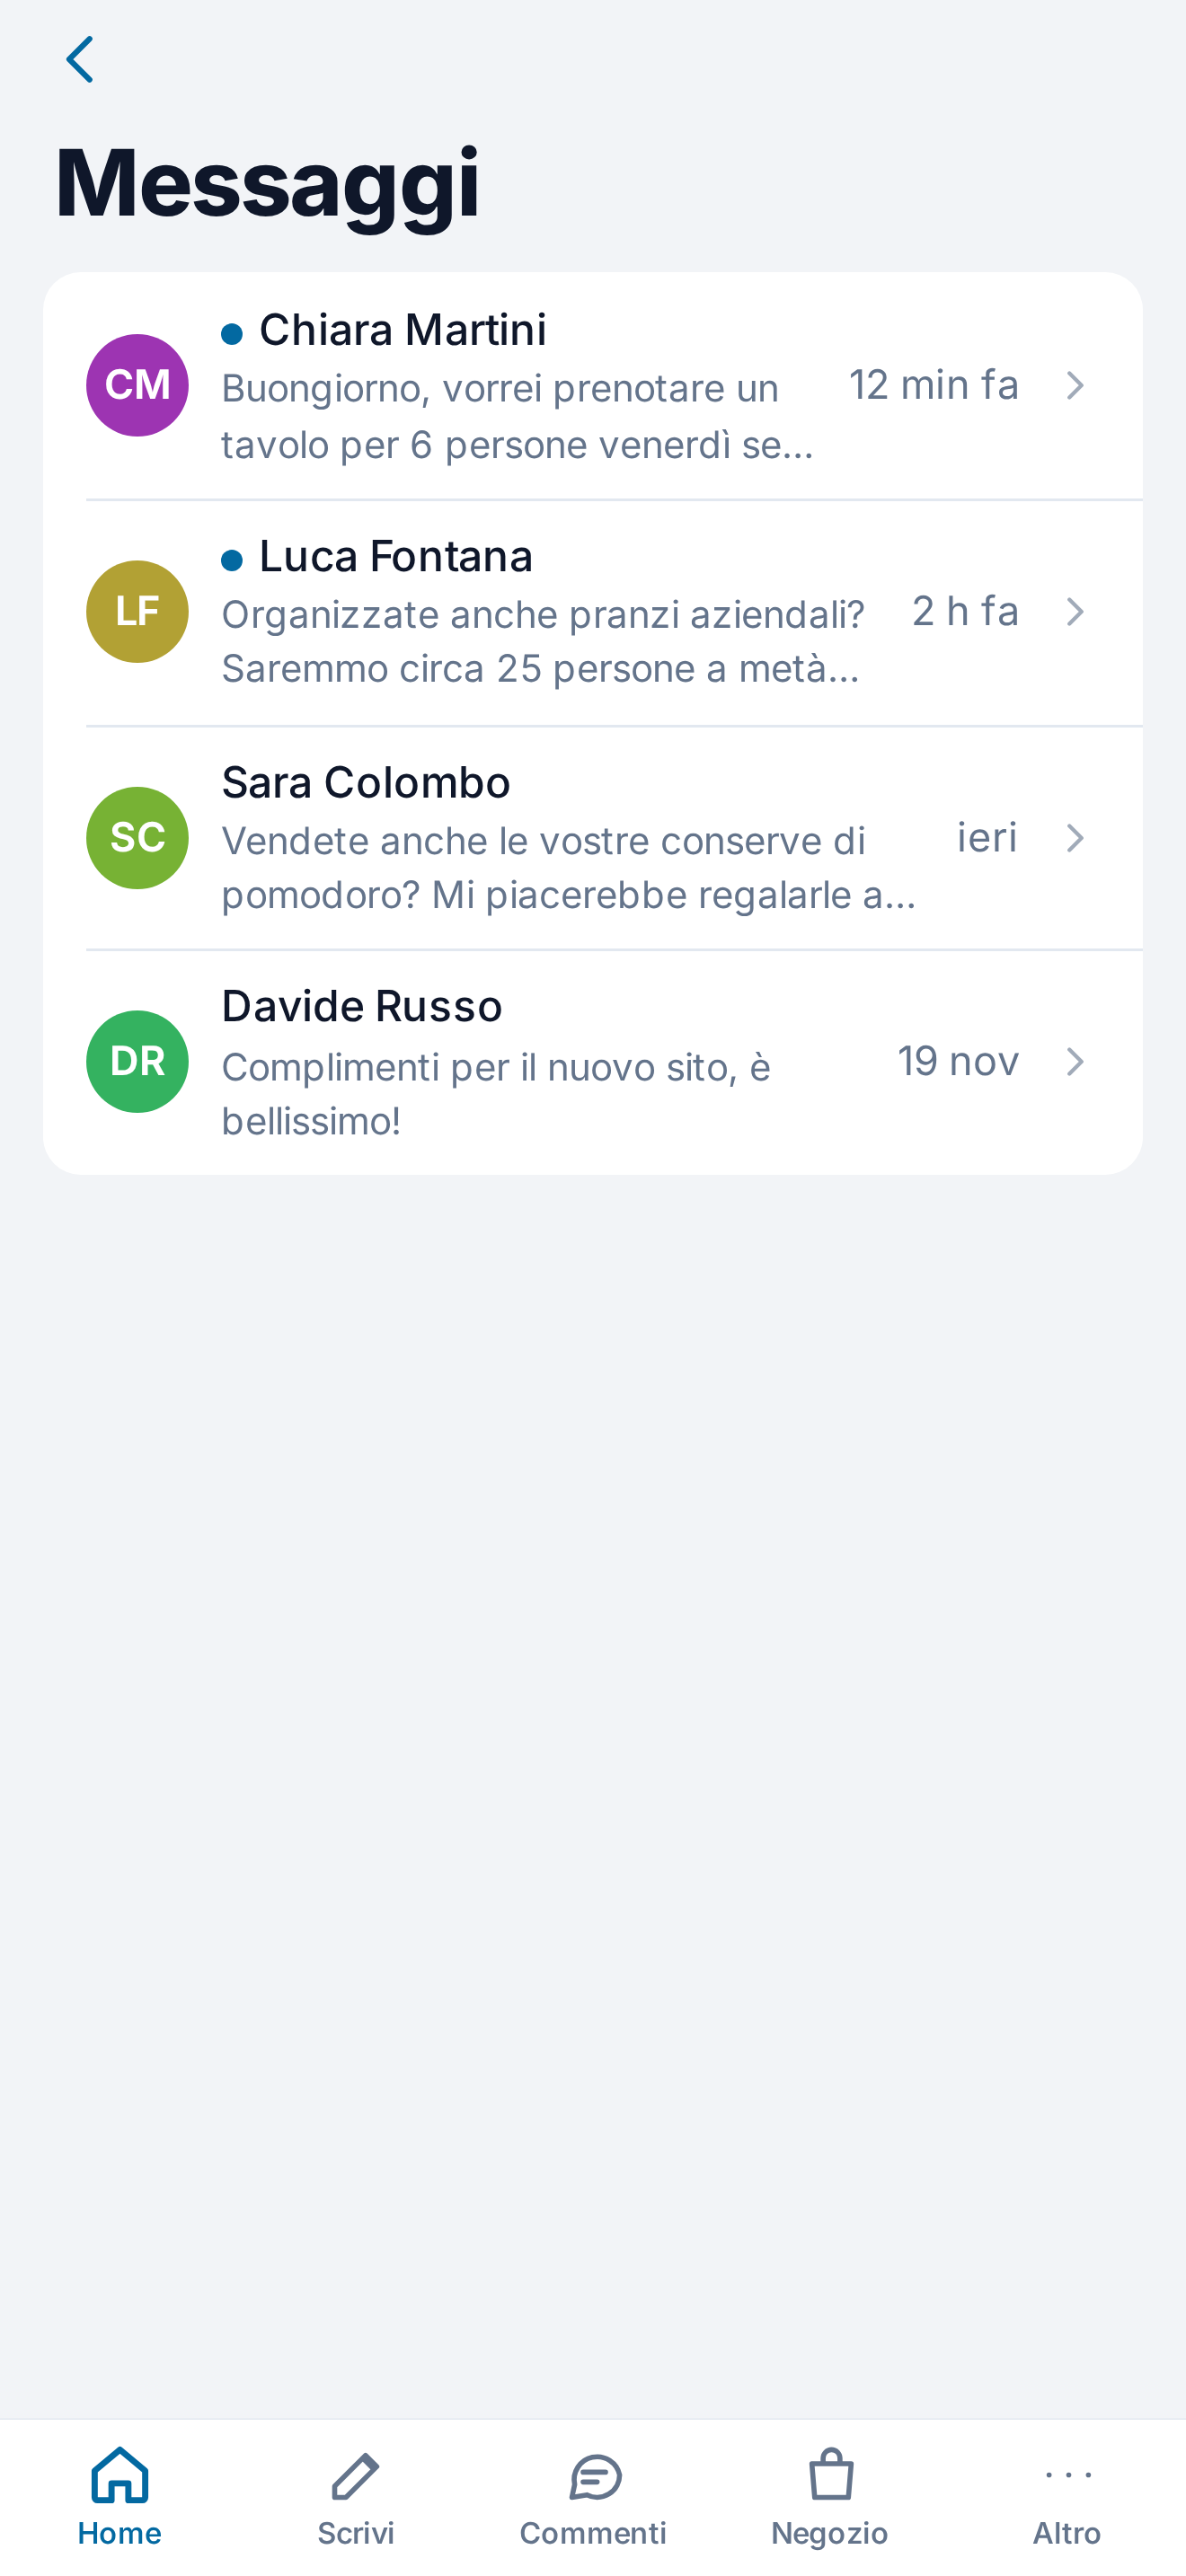 Messaggi
CM
Chiara Martini
Buongiorno, vorrei prenotare un
tavolo per 6 persone venerdì se...
12 min fa
LF
Luca Fontana
Organizzate anche pranzi aziendali?
Saremmo circa 25 persone a metà...
2 h fa
SC
Sara Colombo
Vendete anche le vostre conserve di
pomodoro? Mi piacerebbe regalarle a...
ieri
DR
Davide Russo
Complimenti per il nuovo sito, è
bellissimo!
19 nov
Home
Scrivi
Commenti
Negozio
Altro